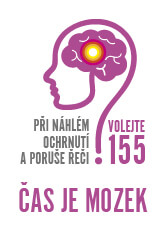 PŘI NÁHLÉM
OCHRNUTÍ
A PORUŠE ŘEČI
VOLEJTE
155
ČAS JE MOZEK